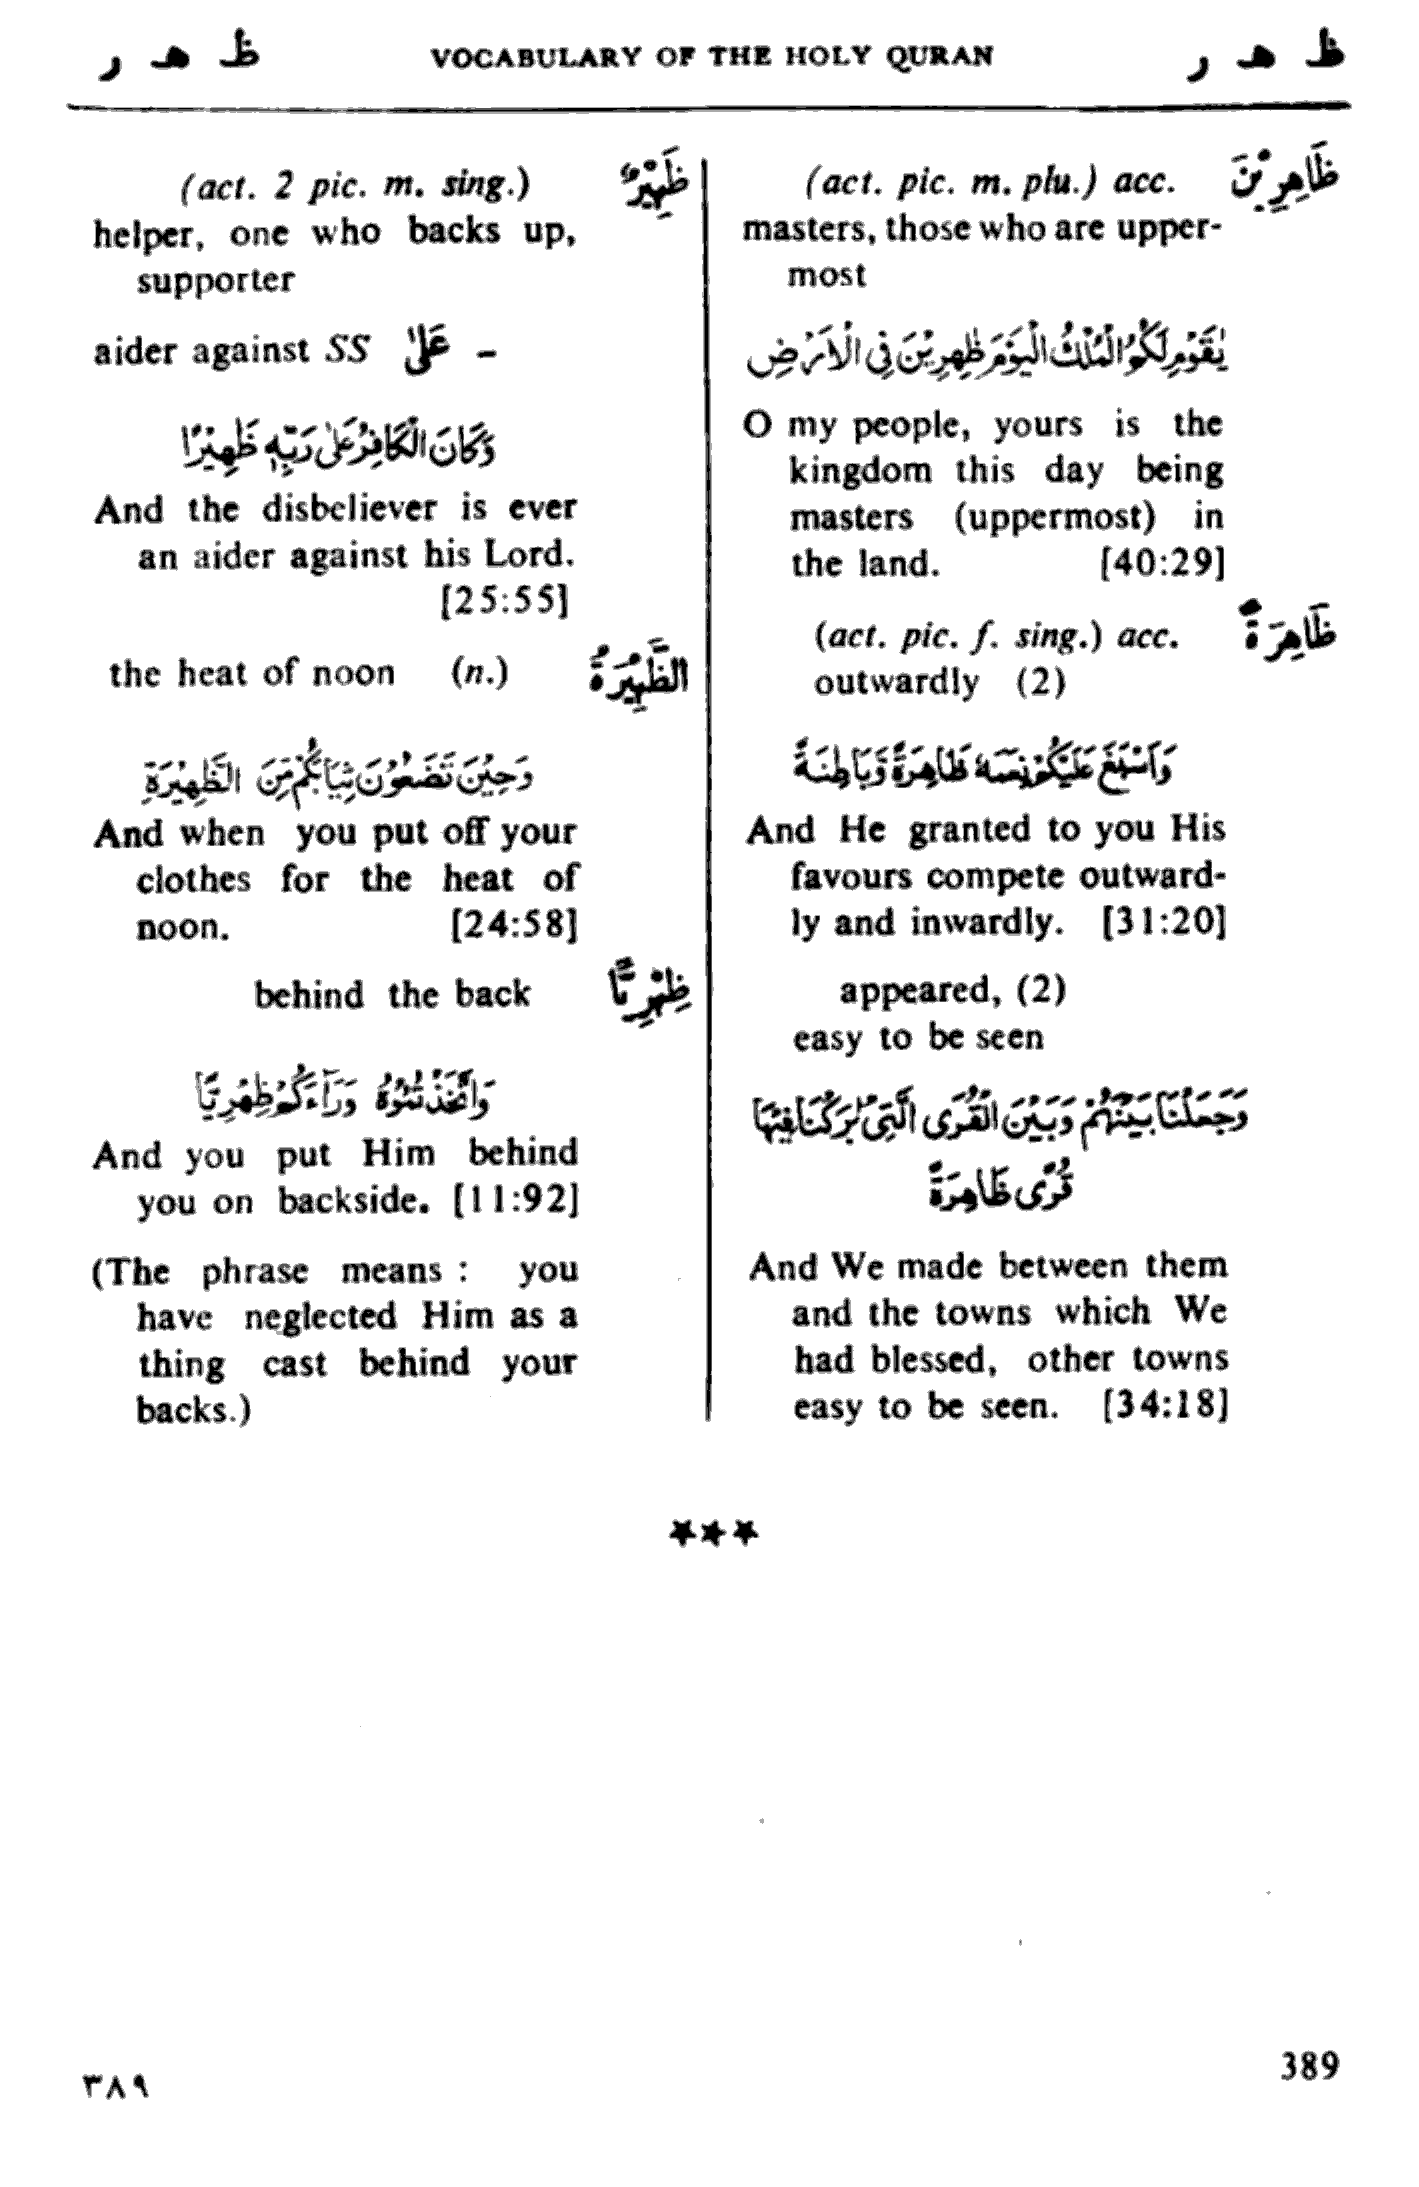 ظ هـ ر VOCABULARY OF THE HOLY QURAN ظ هـ ر
ظَاهِرِيْنَ (act. pic. m. plu.) acc.
masters, those who are upper-
most
يٰقَوْمِ لَكُمُ الْمُلْكُ الْيَوْمَ ظٰهِرِيْنَ فِى الْاَرْضِ
O my people, yours is the
kingdom this day being
masters (uppermost) in
the land. [40:29]
ظَاهِرَةً (act. pic. f. sing.) acc.
outwardly (2)
وَاَسْبَغَ عَلَيْكُمْ نِعَمَهٗ ظَاهِرَةً وَّبَاطِنَةً
And He granted to you His
favours compete outward-
ly and inwardly. [31:20]
appeared, (2)
easy to be seen
وَجَعَلْنَا بَيْنَهُمْ وَبَيْنَ الْقُرَى الَّتِىْ بٰرَكْنَا فِيْهَا
قُرًى ظَاهِرَةً
And We made between them
and the towns which We
had blessed, other towns
easy to be seen. [34:18]
ظَهِيْرٌ (act. 2 pic. m. sing.)
helper, one who backs up,
supporter
aider against SS عَلٰى –
وَكَانَ الْكَافِرُ عَلٰى رَبِّهٖ ظَهِيْرًا
And the disbeliever is ever
an aider against his Lord.
[25:55]
الظَّهِيْرَةُ the heat of noon (n.)
وَحِيْنَ تَضَعُوْنَ ثِيَابَكُمْ مِّنَ الظَّهِيْرَةِ
And when you put off your
clothes for the heat of
noon. [24:58]
ظِهْرِيًّا behind the back
وَاتَّخَذْتُمُوْهُ وَرَآءَكُمْ ظِهْرِيًّا
And you put Him behind
you on backside. [11:92]
(The phrase means : you
have neglected Him as a
thing cast behind your
backs.)
٣٨٩ 389